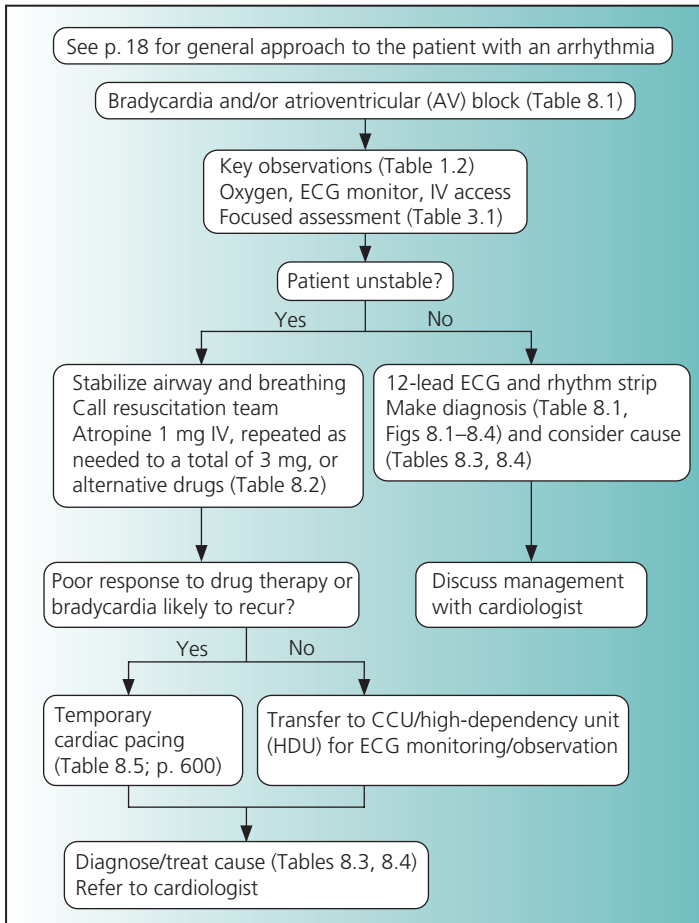 See p. 18 for general approach to the patient with an arrhythmia
Bradycardia and/or atrioventricular (AV) block (Table 8.1)
Key observations (Table 1.2)
Oxygen, ECG monitor, IV access
Focused assessment (Table 3.1)
Patient unstable?
Yes
No
Stabilize airway and breathing
Call resuscitation team
Atropine 1 mg IV, repeated as
needed to a total of 3 mg, or
alternative drugs (Table 8.2)
12-lead ECG and rhythm strip
Make diagnosis (Table 8.1,
Figs 8.1–8.4) and consider cause
(Tables 8.3, 8.4)
Poor response to drug therapy or
bradycardia likely to recur?
Discuss management
with cardiologist
Yes
No
Temporary
cardiac pacing
(Table 8.5; p. 600)
Transfer to CCU/high-dependency unit
(HDU) for ECG monitoring/observation
Diagnose/treat cause (Tables 8.3, 8.4)
Refer to cardiologist